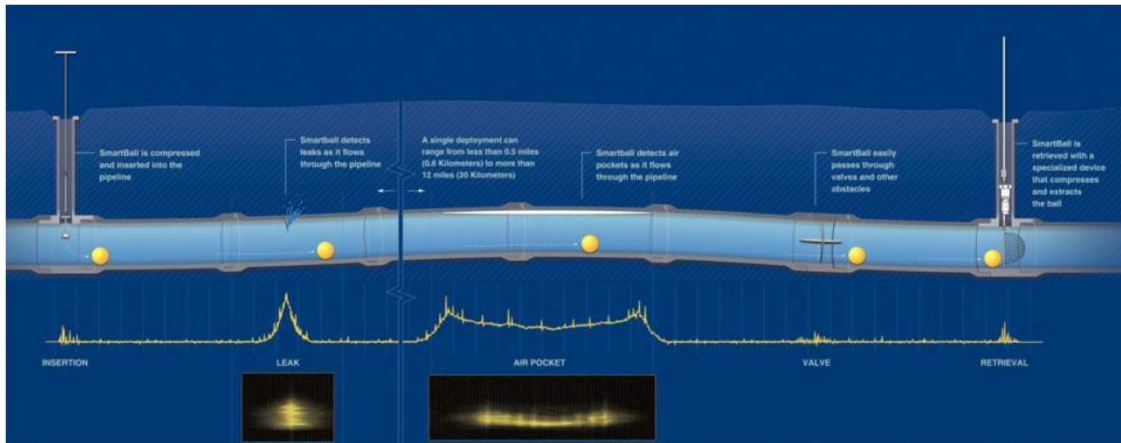 SmartBall is compressed
and inserted into the
pipeline
Smartball detects
leaks as it flows
through the pipeline
A single deployment can
range from less than 0.5 miles
(0.8 Kilometers) to more than
12 miles (20 Kilometers)
Smartball detects air
pockets as it flows
through the pipeline
SmartBall easily
passes through
valves and other
obstacles
SmartBall is
retrieved with a
specialized device
that compresses
and extracts
the ball
INSERTION
LEAK
AIR POCKET
VALVE
RETRIEVAL